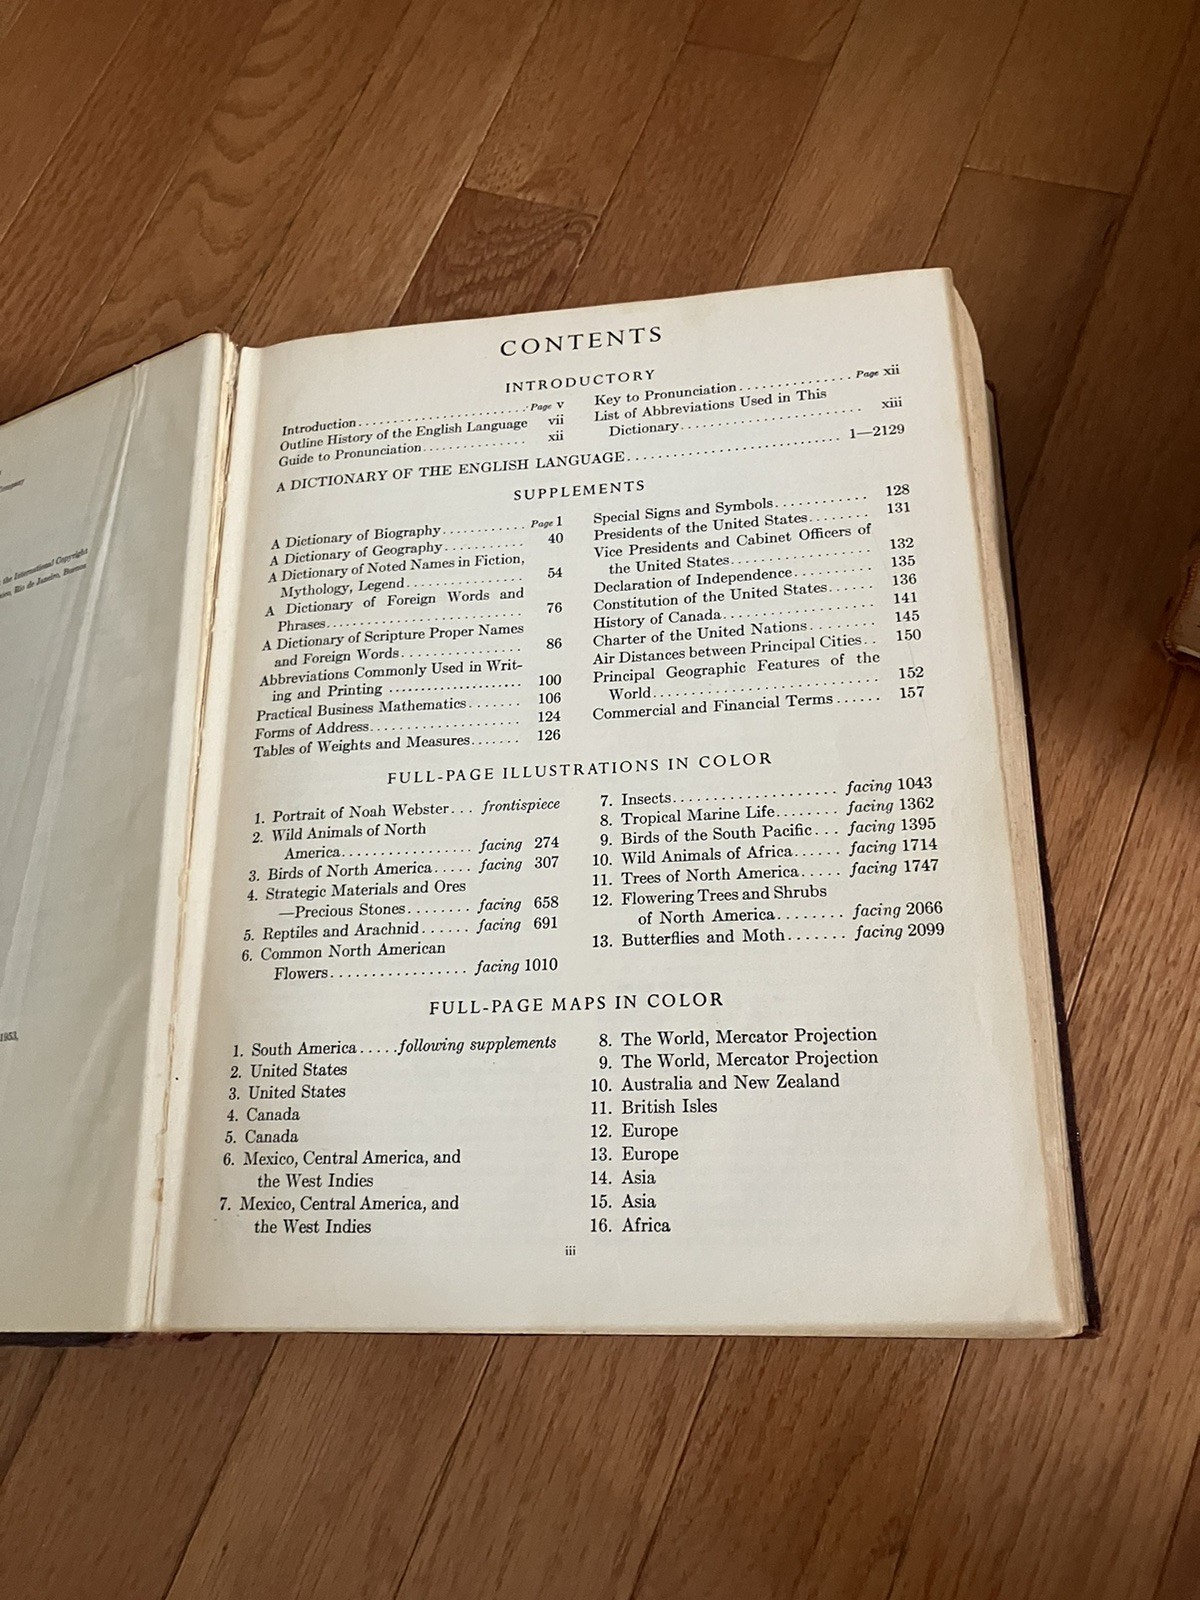 Company
the International Copyright
Rio de Janeiro, Buenos
1953,
CONTENTS
INTRODUCTORY
Introduction........................Page v
Outline History of the English Language vii
Guide to Pronunciation.............. xii
Key to Pronunciation...............Page xii
List of Abbreviations Used in This
Dictionary......................... xiii
A DICTIONARY OF THE ENGLISH LANGUAGE.............................. 1—2129
SUPPLEMENTS
A Dictionary of Biography...........Page 1
A Dictionary of Geography........... 40
A Dictionary of Noted Names in Fiction,
Mythology, Legend................ 54
A Dictionary of Foreign Words and
Phrases........................... 76
A Dictionary of Scripture Proper Names
and Foreign Words................ 86
Abbreviations Commonly Used in Writ-
ing and Printing .................... 100
Practical Business Mathematics....... 106
Forms of Address..................... 124
Tables of Weights and Measures....... 126
Special Signs and Symbols............ 128
Presidents of the United States........ 131
Vice Presidents and Cabinet Officers of
the United States................. 132
Declaration of Independence.......... 135
Constitution of the United States...... 136
History of Canada.................... 141
Charter of the United Nations........ 145
Air Distances between Principal Cities.. 150
Principal Geographic Features of the
World............................ 152
Commercial and Financial Terms...... 157
FULL-PAGE ILLUSTRATIONS IN COLOR
1. Portrait of Noah Webster... frontispiece
2. Wild Animals of North
America................. facing 274
3. Birds of North America..... facing 307
4. Strategic Materials and Ores
—Precious Stones........ facing 658
5. Reptiles and Arachnid...... facing 691
6. Common North American
Flowers................. facing 1010
7. Insects.................... facing 1043
8. Tropical Marine Life........ facing 1362
9. Birds of the South Pacific... facing 1395
10. Wild Animals of Africa...... facing 1714
11. Trees of North America..... facing 1747
12. Flowering Trees and Shrubs
of North America........ facing 2066
13. Butterflies and Moth....... facing 2099
FULL-PAGE MAPS IN COLOR
1. South America.....following supplements
2. United States
3. United States
4. Canada
5. Canada
6. Mexico, Central America, and
the West Indies
7. Mexico, Central America, and
the West Indies
8. The World, Mercator Projection
9. The World, Mercator Projection
10. Australia and New Zealand
11. British Isles
12. Europe
13. Europe
14. Asia
15. Asia
16. Africa
iii